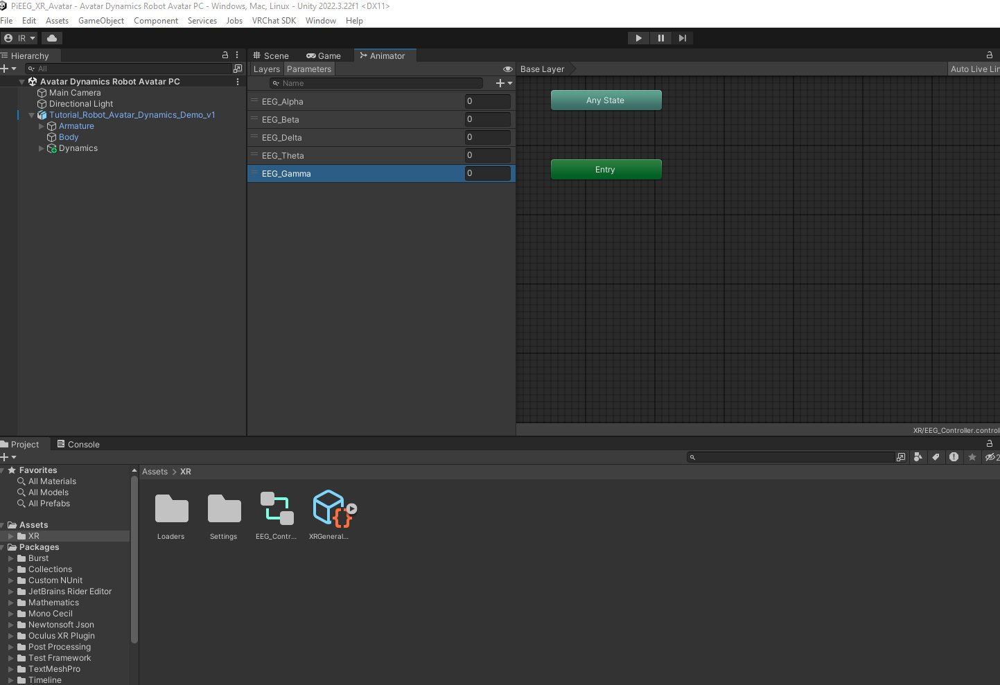 PiEEG_XR_Avatar - Avatar Dynamics Robot Avatar PC - Windows, Mac, Linux - Unity 2022.3.22f1 <DX11>
File Edit Assets GameObject Component Services Jobs VRChat SDK Window Help
IR
Hierarchy
All
Avatar Dynamics Robot Avatar PC
Main Camera
Directional Light
Tutorial_Robot_Avatar_Dynamics_Demo_v1
Armature
Body
Dynamics
Scene Game Animator
Layers Parameters
Base Layer
Auto Live Lin
Name
EEG_Alpha 0
EEG_Beta 0
EEG_Delta 0
EEG_Theta 0
EEG_Gamma 0
Any State
Entry
XR/EEG_Controller.control
Project Console
2
Favorites
All Materials
All Models
All Prefabs
Assets
XR
Packages
Burst
Collections
Custom NUnit
JetBrains Rider Editor
Mathematics
Mono Cecil
Newtonsoft Json
Oculus XR Plugin
Post Processing
Test Framework
TextMeshPro
Timeline
Assets > XR
Loaders
Settings
EEG_Contr...
XRGeneral...